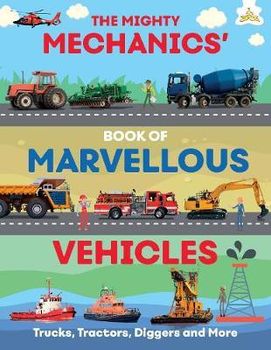 THE MIGHTY
MECHANICS'
BOOK OF
MARVELLOUS
VEHICLES
Trucks, Tractors, Diggers and More